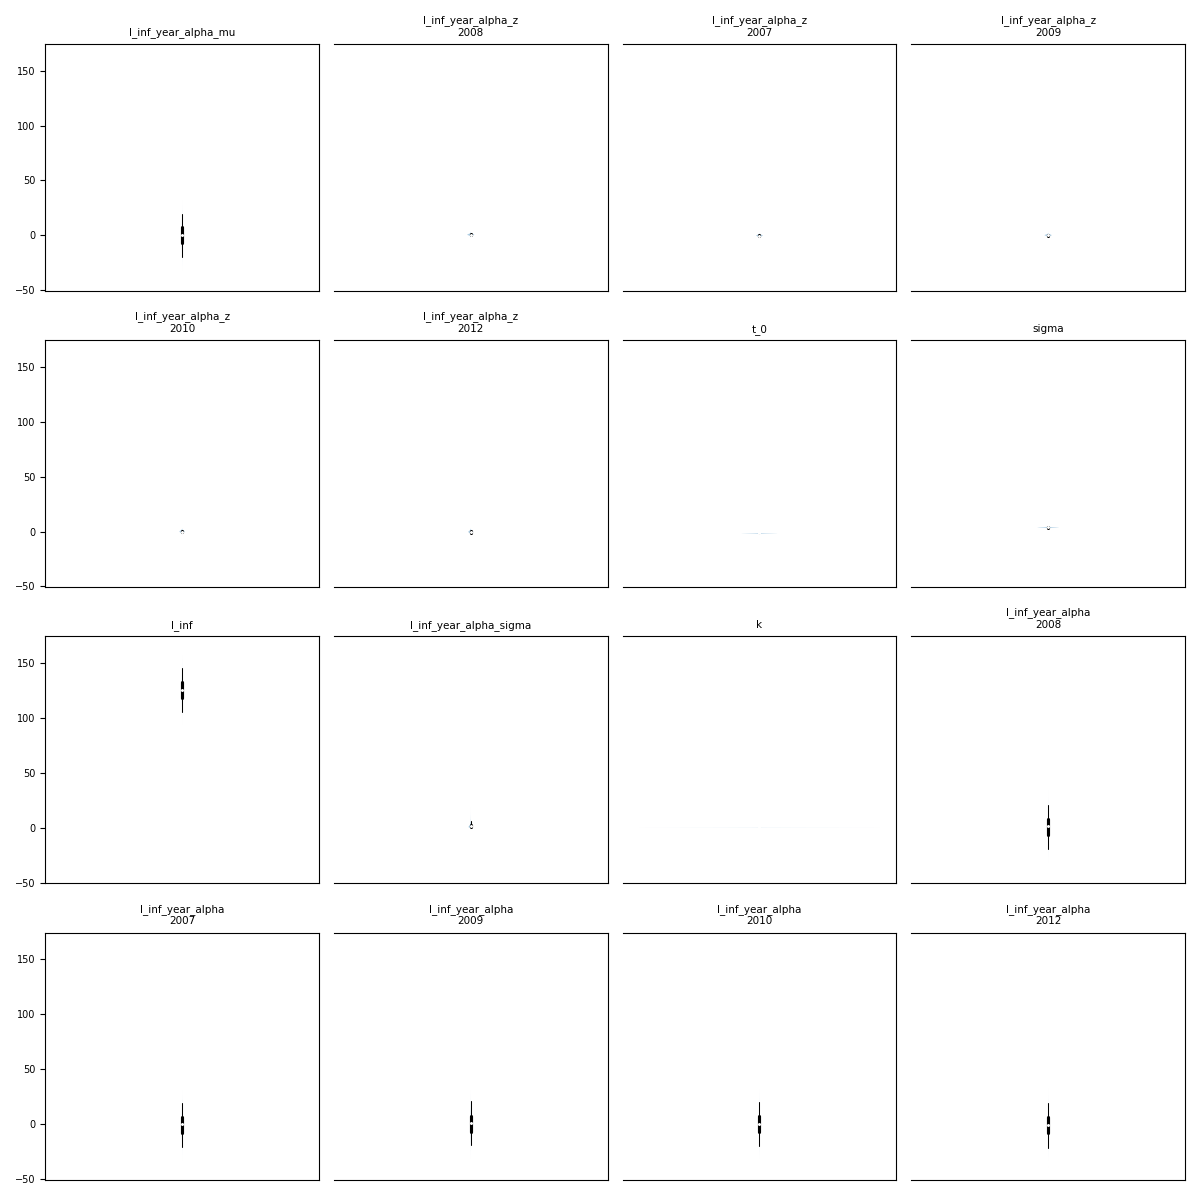 l_inf_year_alpha_mu
l_inf_year_alpha_z
2008
l_inf_year_alpha_z
2007
l_inf_year_alpha_z
2009
150
100
50
0
−50
l_inf_year_alpha_z
2010
l_inf_year_alpha_z
2012
t_0
sigma
150
100
50
0
−50
l_inf
l_inf_year_alpha_sigma
k
l_inf_year_alpha
2008
150
100
50
0
−50
l_inf_year_alpha
2007
l_inf_year_alpha
2009
l_inf_year_alpha
2010
l_inf_year_alpha
2012
150
100
50
0
−50